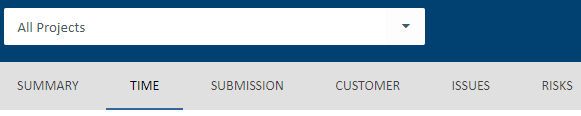 All Projects
SUMMARY TIME SUBMISSION CUSTOMER ISSUES RISKS